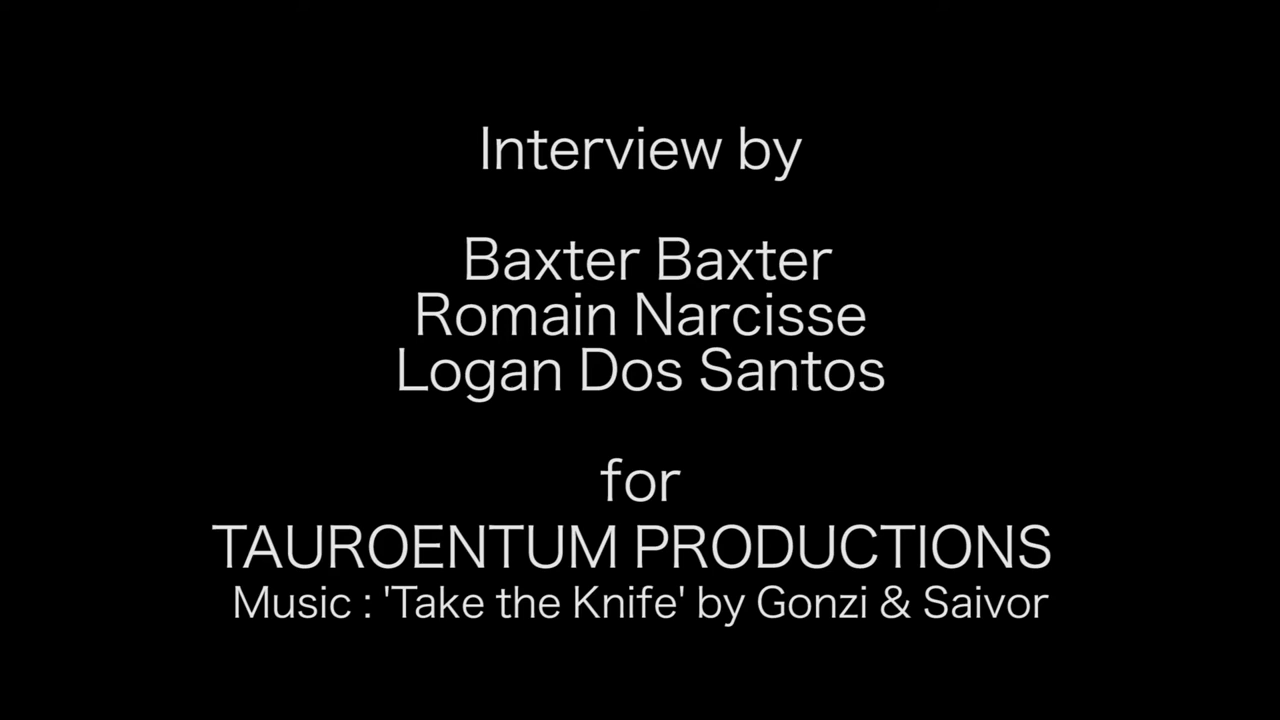 Interview by
Baxter Baxter
Romain Narcisse
Logan Dos Santos
for
TAUROENTUM PRODUCTIONS
Music : 'Take the Knife' by Gonzi & Saivor